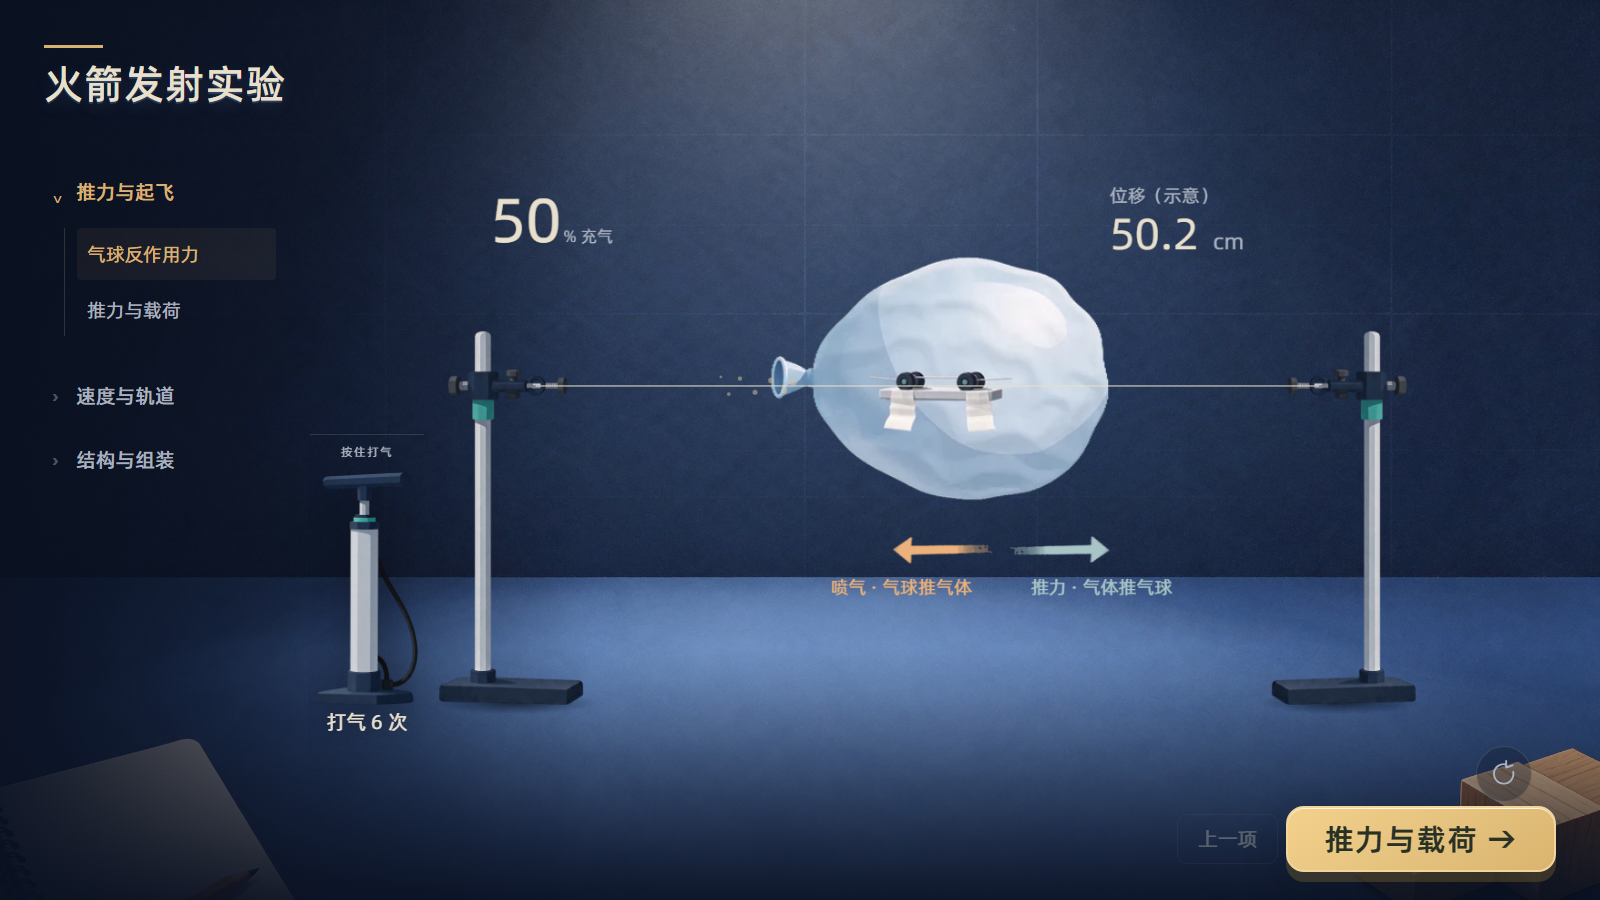 火箭发射实验
推力与起飞
气球反作用力
推力与载荷
速度与轨道
结构与组装
50% 充气
位移（示意）
50.2 cm
按住打气
喷气 · 气球推气体
推力 · 气体推气球
打气 6 次
上一项
推力与载荷 →